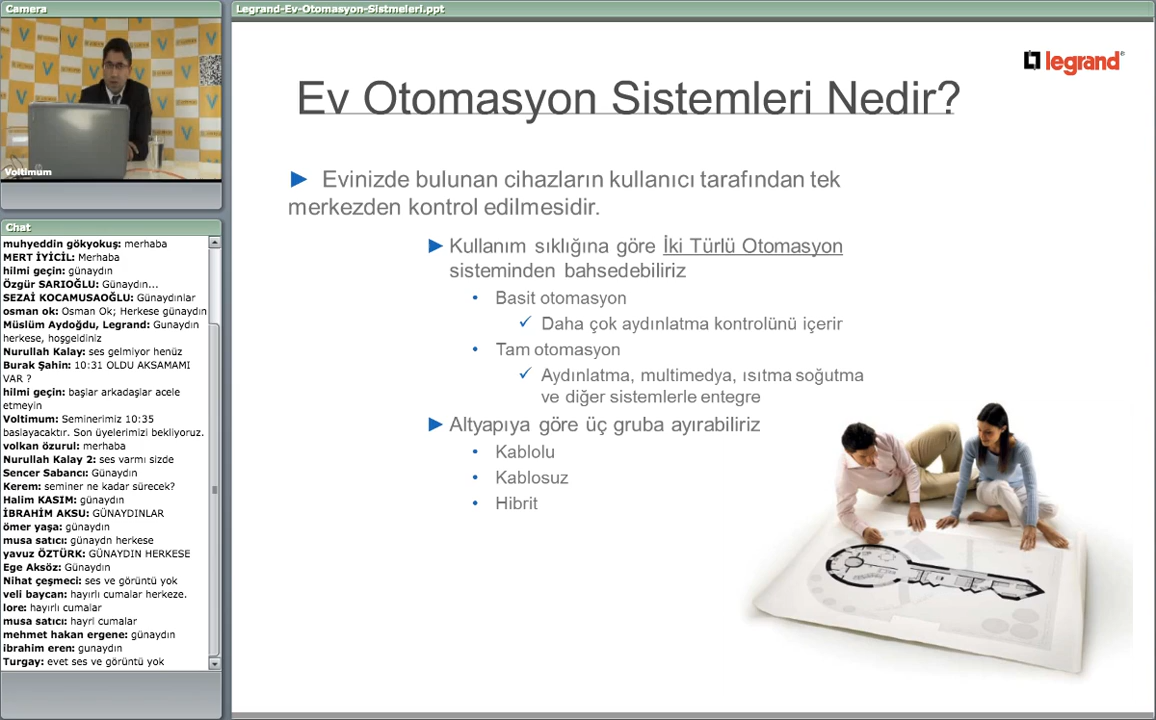 Camera
Voltimum
Chat
muhyeddin gökyokuş: merhaba
MERT İYİCİL: Merhaba
hilmi geçin: günaydın
Özgür SARIOĞLU: Günaydın...
SEZAİ KOCAMUSAOĞLU: Günaydınlar
osman ok: Osman Ok; Herkese günaydın
Müslüm Aydoğdu, Legrand: Gunaydın
herkese, hoşgeldiniz
Nurullah Kalay: ses gelmiyor henüz
Burak Şahin: 10:31 OLDU AKSAMAMI
VAR ?
hilmi geçin: başlar arkadaşlar acele
etmeyin
Voltimum: Seminerimiz 10:35
baslayacaktır. Son üyelerimizi bekliyoruz.
volkan özurul: merhaba
Nurullah Kalay 2: ses varmı sizde
Sencer Sabancı: Günaydın
Kerem: seminer ne kadar sürecek?
Halim KASIM: günaydın
İBRAHİM AKSU: GÜNAYDINLAR
ömer yaşa: günaydın
musa satıcı: günaydn herkese
yavuz ÖZTÜRK: GÜNAYDIN HERKESE
Ege Aksöz: Günaydın
Nihat çeşmeci: ses ve görüntü yok
veli baycan: hayırlı cumalar herkeze.
lore: hayırlı cumalar
musa satıcı: hayrl cumalar
mehmet hakan ergene: günaydın
ibrahim eren: gunaydın
Turgay: evet ses ve görüntü yok
Legrand-Ev-Otomasyon-Sistmeleri.ppt
legrand®
Ev Otomasyon Sistemleri Nedir?
► Evinizde bulunan cihazların kullanıcı tarafından tek
merkezden kontrol edilmesidir.
► Kullanım sıklığına göre İki Türlü Otomasyon
sisteminden bahsedebiliriz
• Basit otomasyon
✓ Daha çok aydınlatma kontrolünü içerir
• Tam otomasyon
✓ Aydınlatma, multimedya, ısıtma soğutma
ve diğer sistemlerle entegre
► Altyapıya göre üç gruba ayırabiliriz
• Kablolu
• Kablosuz
• Hibrit